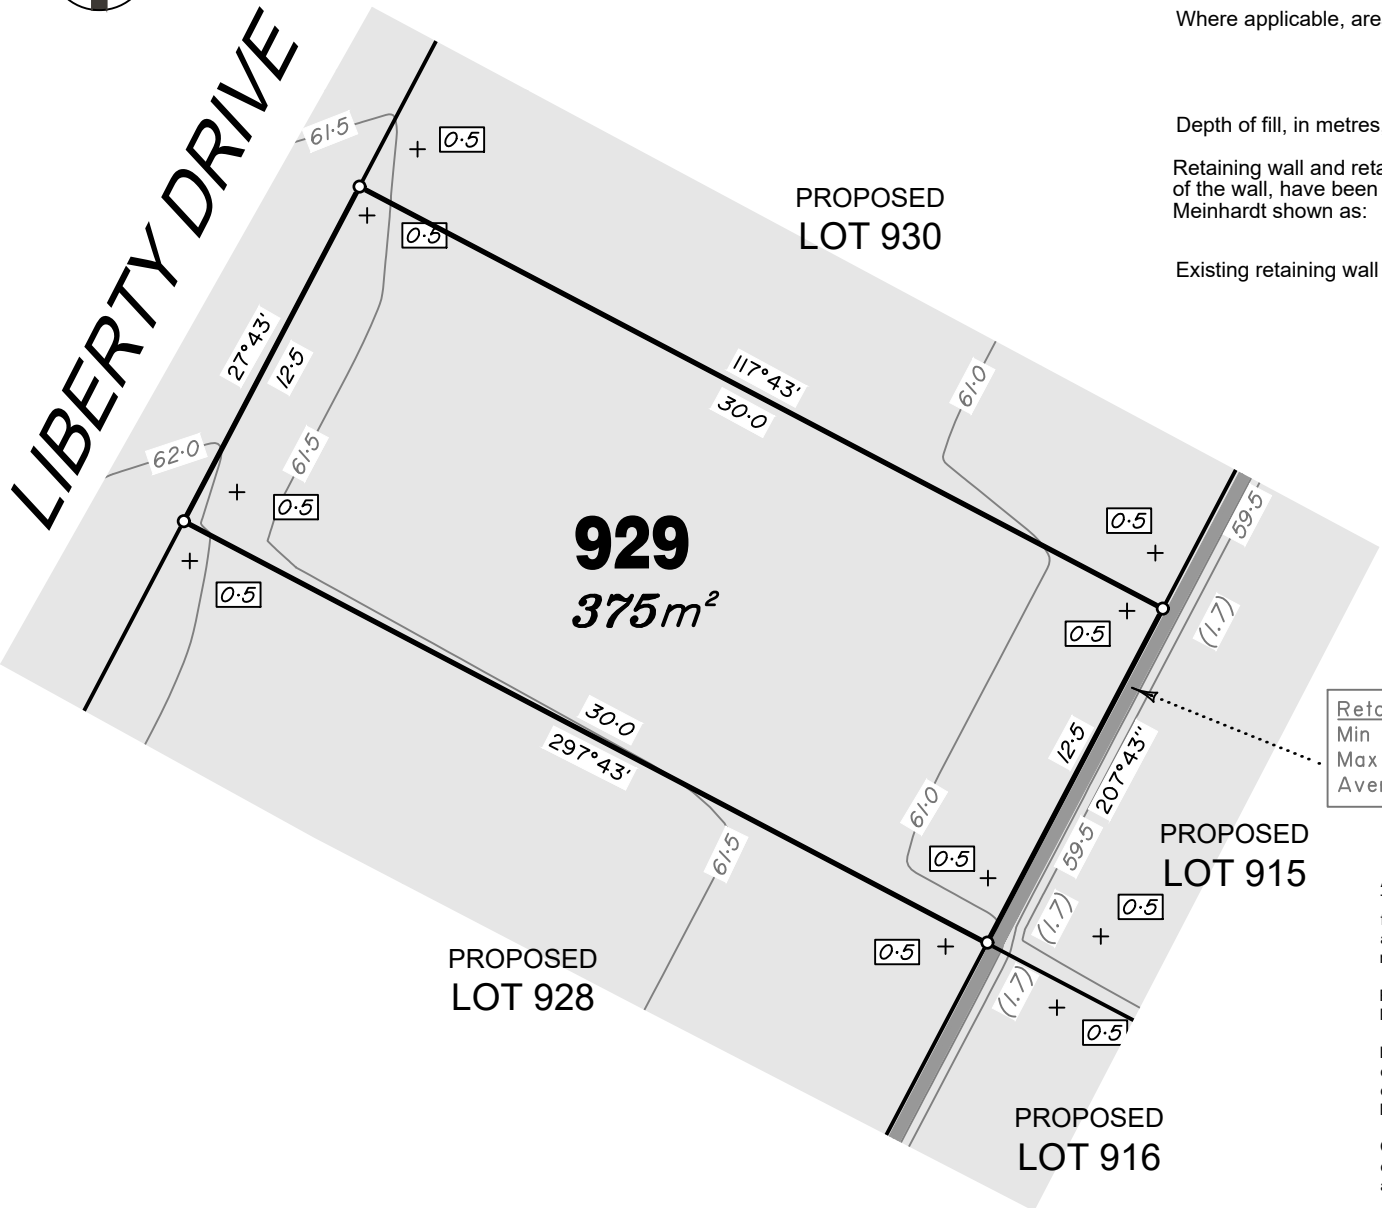 Where applicable, are
Depth of fill, in metres
Retaining wall and reta
of the wall, have been
Meinhardt shown as:
Existing retaining wall
LIBERTY DRIVE
61·5
0·5
0·5
PROPOSED
LOT 930
27°43'
12·5
117°43'
30·0
61·0
62·0
61·5
0·5
0·5
929
375m²
0·5
59·5
0·5
(1.7)
30·0
297°43'
12·5
207°43''
Min
Max
61·0
59·5
61·5
PROPOSED
LOT 915
0·5
0·5
(1.7)
0·5
PROPOSED
LOT 928
(1.7)
0·5
PROPOSED
LOT 916